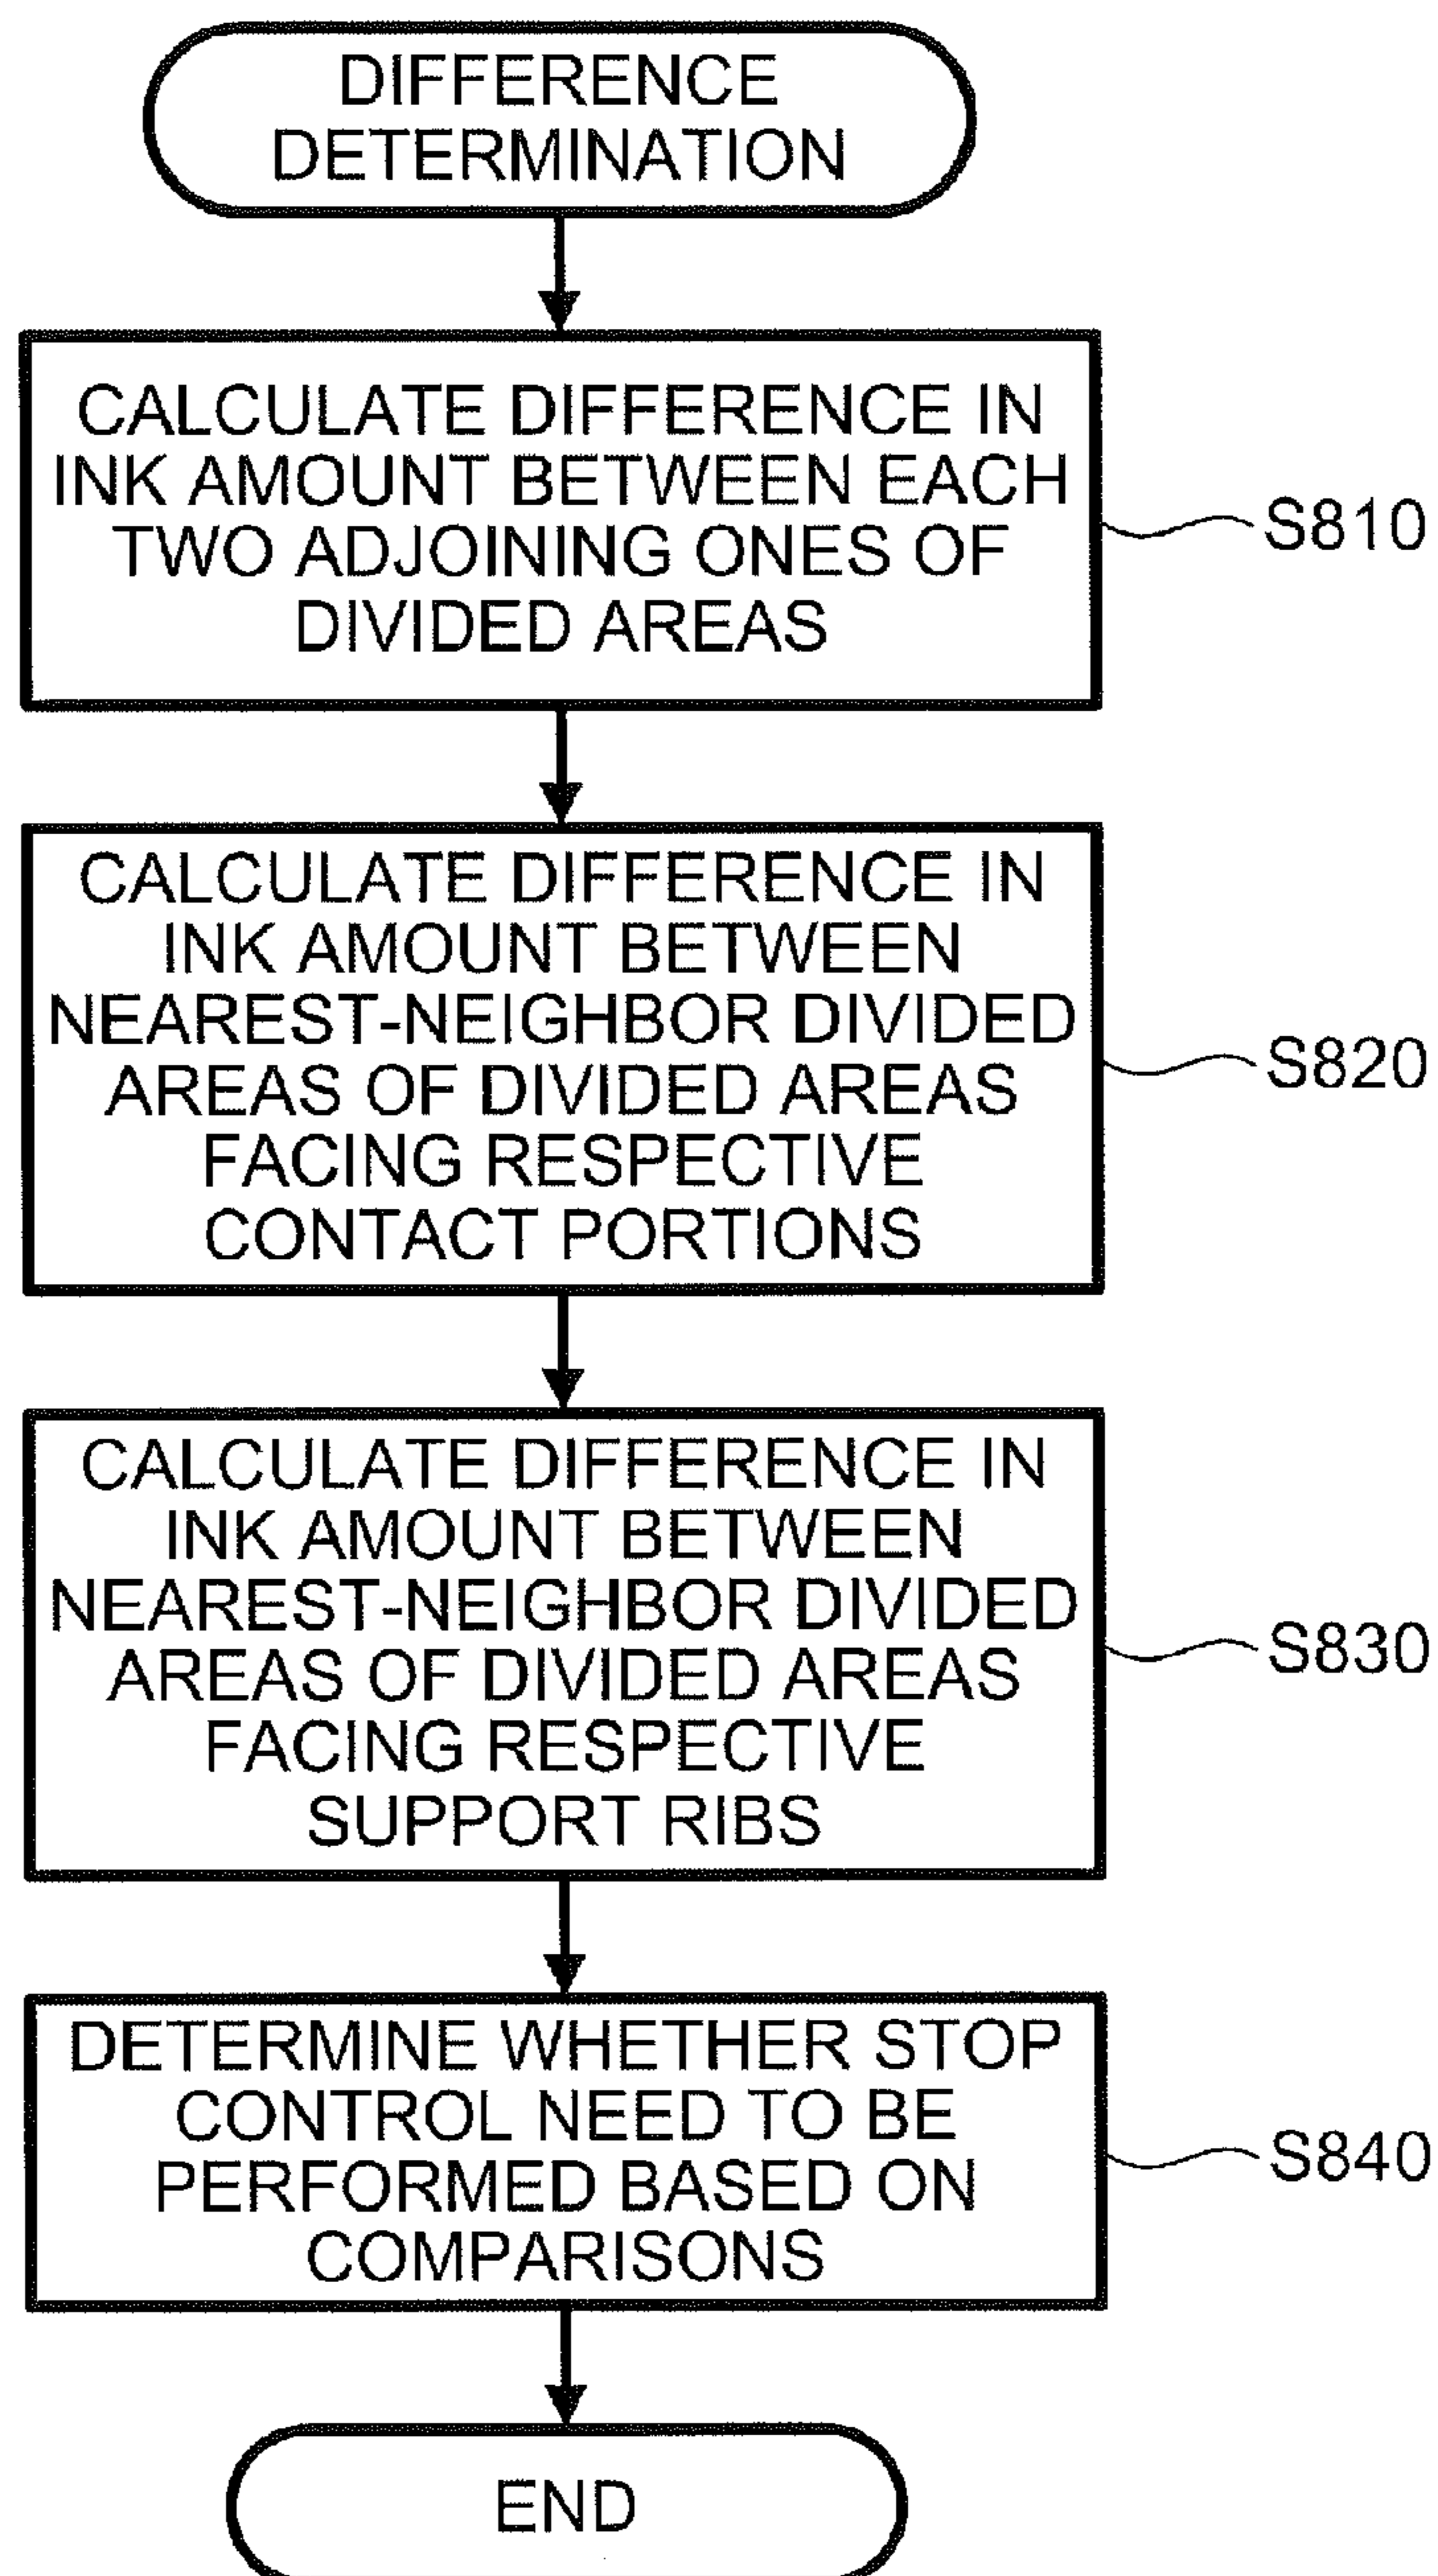 DIFFERENCE
DETERMINATION
CALCULATE DIFFERENCE IN
INK AMOUNT BETWEEN EACH
TWO ADJOINING ONES OF
DIVIDED AREAS
S810
CALCULATE DIFFERENCE IN
INK AMOUNT BETWEEN
NEAREST-NEIGHBOR DIVIDED
AREAS OF DIVIDED AREAS
FACING RESPECTIVE
CONTACT PORTIONS
S820
CALCULATE DIFFERENCE IN
INK AMOUNT BETWEEN
NEAREST-NEIGHBOR DIVIDED
AREAS OF DIVIDED AREAS
FACING RESPECTIVE
SUPPORT RIBS
S830
DETERMINE WHETHER STOP
CONTROL NEED TO BE
PERFORMED BASED ON
COMPARISONS
S840
END